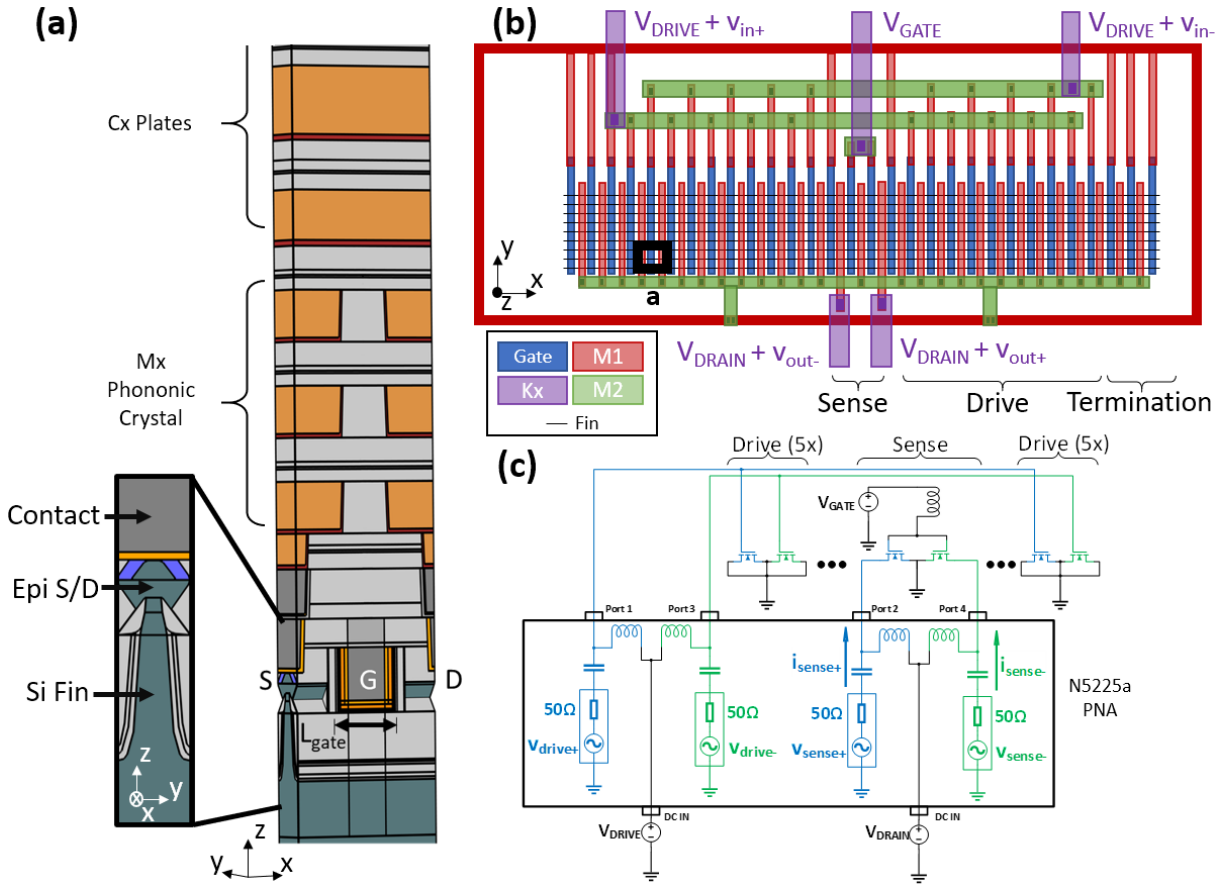 (a)
Cx Plates
Mx
Phononic
Crystal
Contact
Epi S/D
Si Fin
z
y
x
S
G
D
Lgate
z
y
x
(b)
VDRIVE + vin+
VGATE
VDRIVE + vin-
y
z
x
a
VDRAIN + vout-
VDRAIN + vout+
Gate
M1
Kx
M2
Fin
Sense
Drive
Termination
(c)
Drive (5x)
Sense
Drive (5x)
VGATE
Port 1
Port 3
Port 2
Port 4
isense+
isense-
50Ω
50Ω
50Ω
50Ω
vdrive+
vdrive-
vsense+
vsense-
N5225a
PNA
DC IN
DC IN
VDRIVE
VDRAIN